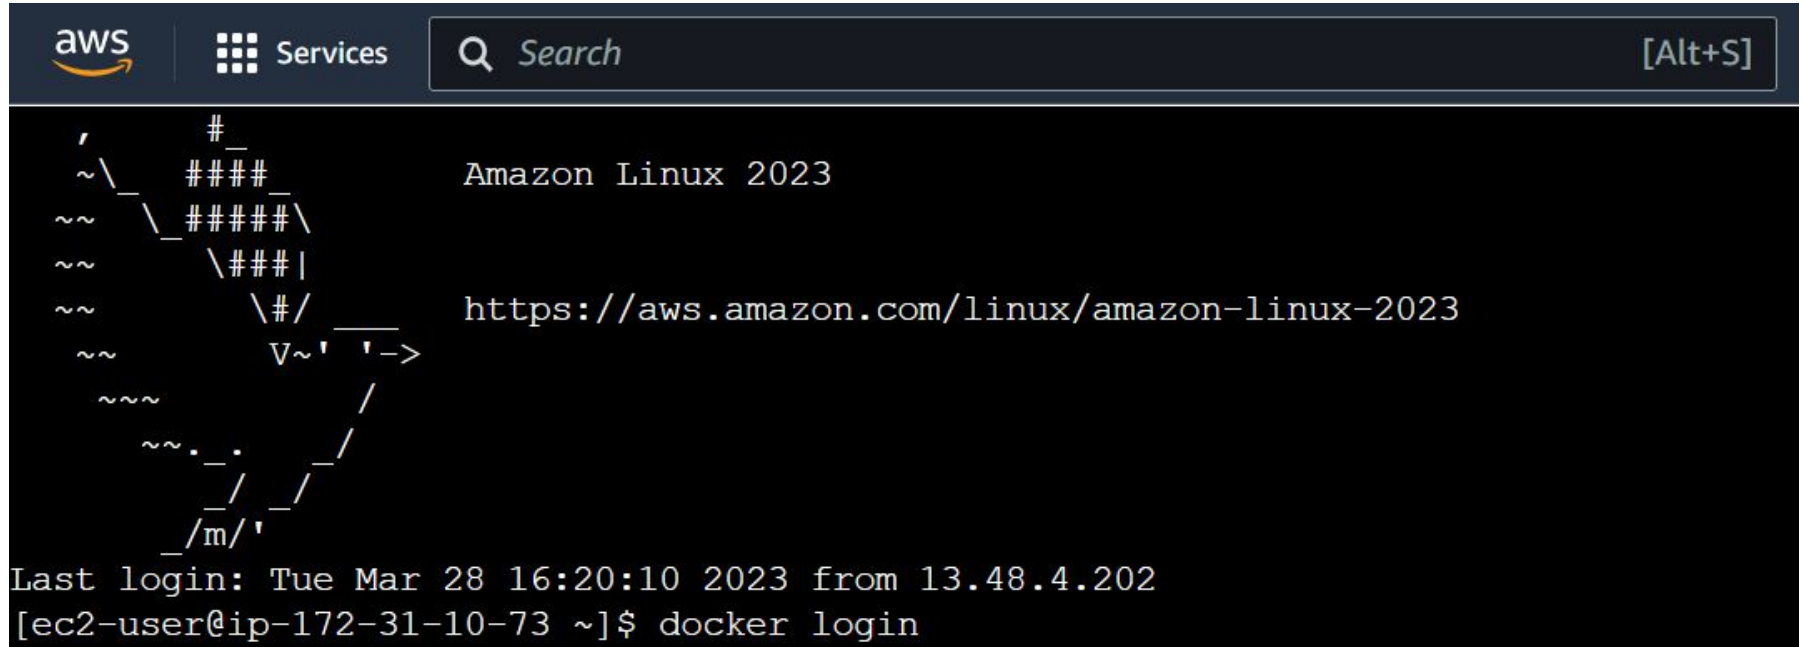 aws Services Search [Alt+S]
   ,     #_
   ~\_  ####_        Amazon Linux 2023
  ~~  \_#####\
  ~~     \###|
  ~~       \#/ ___   https://aws.amazon.com/linux/amazon-linux-2023
   ~~       V~' '->
    ~~~         /
      ~~._.   _/
         _/ _/
       _/m/'
Last login: Tue Mar 28 16:20:10 2023 from 13.48.4.202
[ec2-user@ip-172-31-10-73 ~]$ docker login